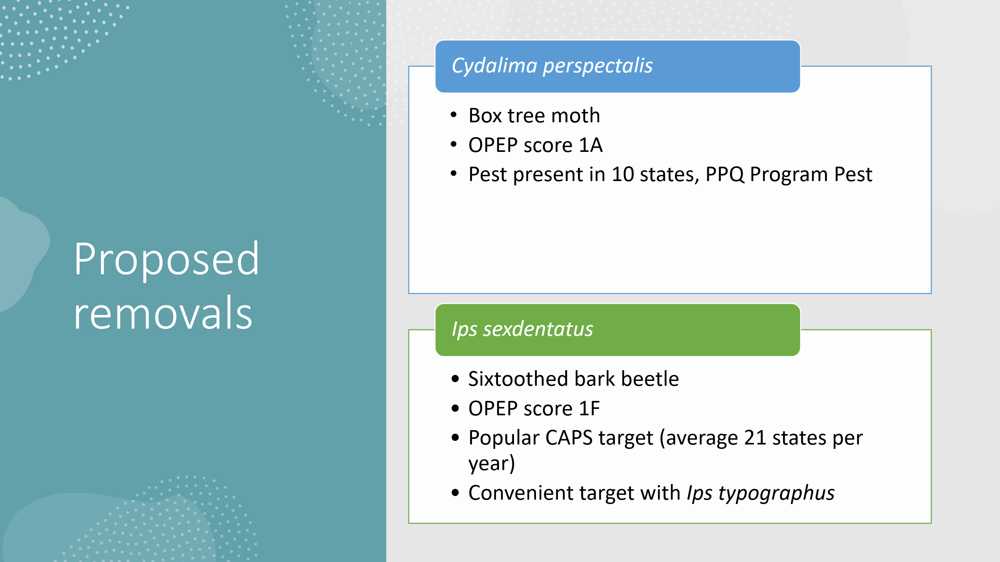 Proposed
removals
Cydalima perspectalis
• Box tree moth
• OPEP score 1A
• Pest present in 10 states, PPQ Program Pest
Ips sexdentatus
• Sixtoothed bark beetle
• OPEP score 1F
• Popular CAPS target (average 21 states per
year)
• Convenient target with Ips typographus